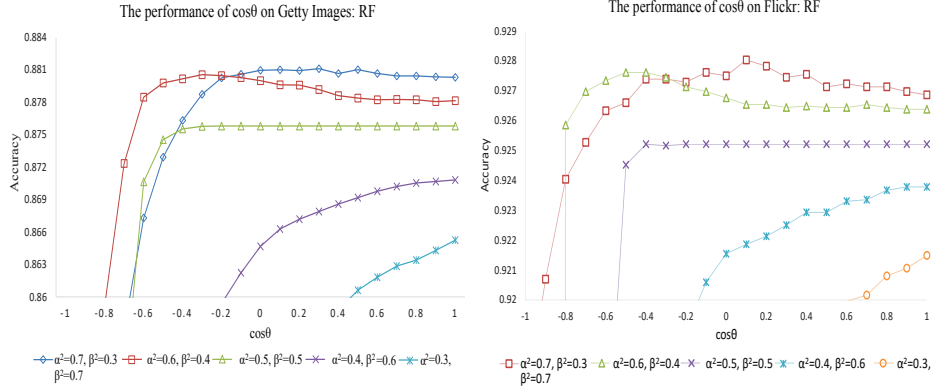 The performance of cosθ on Getty Images: RF
0.884
0.881
0.878
0.875
0.872
0.869
0.866
0.863
0.86
Accuracy
-1 -0.8 -0.6 -0.4 -0.2 0 0.2 0.4 0.6 0.8 1
cosθ
α²=0.7, β²=0.3 α²=0.6, β²=0.4 α²=0.5, β²=0.5 α²=0.4, β²=0.6 α²=0.3,
β²=0.7
The performance of cosθ on Flickr: RF
0.929
0.928
0.927
0.926
0.925
0.924
0.923
0.922
0.921
0.92
Accuracy
-1 -0.8 -0.6 -0.4 -0.2 0 0.2 0.4 0.6 0.8 1
cosθ
α²=0.7, β²=0.3 α²=0.6, β²=0.4 α²=0.5, β²=0.5 α²=0.4, β²=0.6 α²=0.3,
β²=0.7